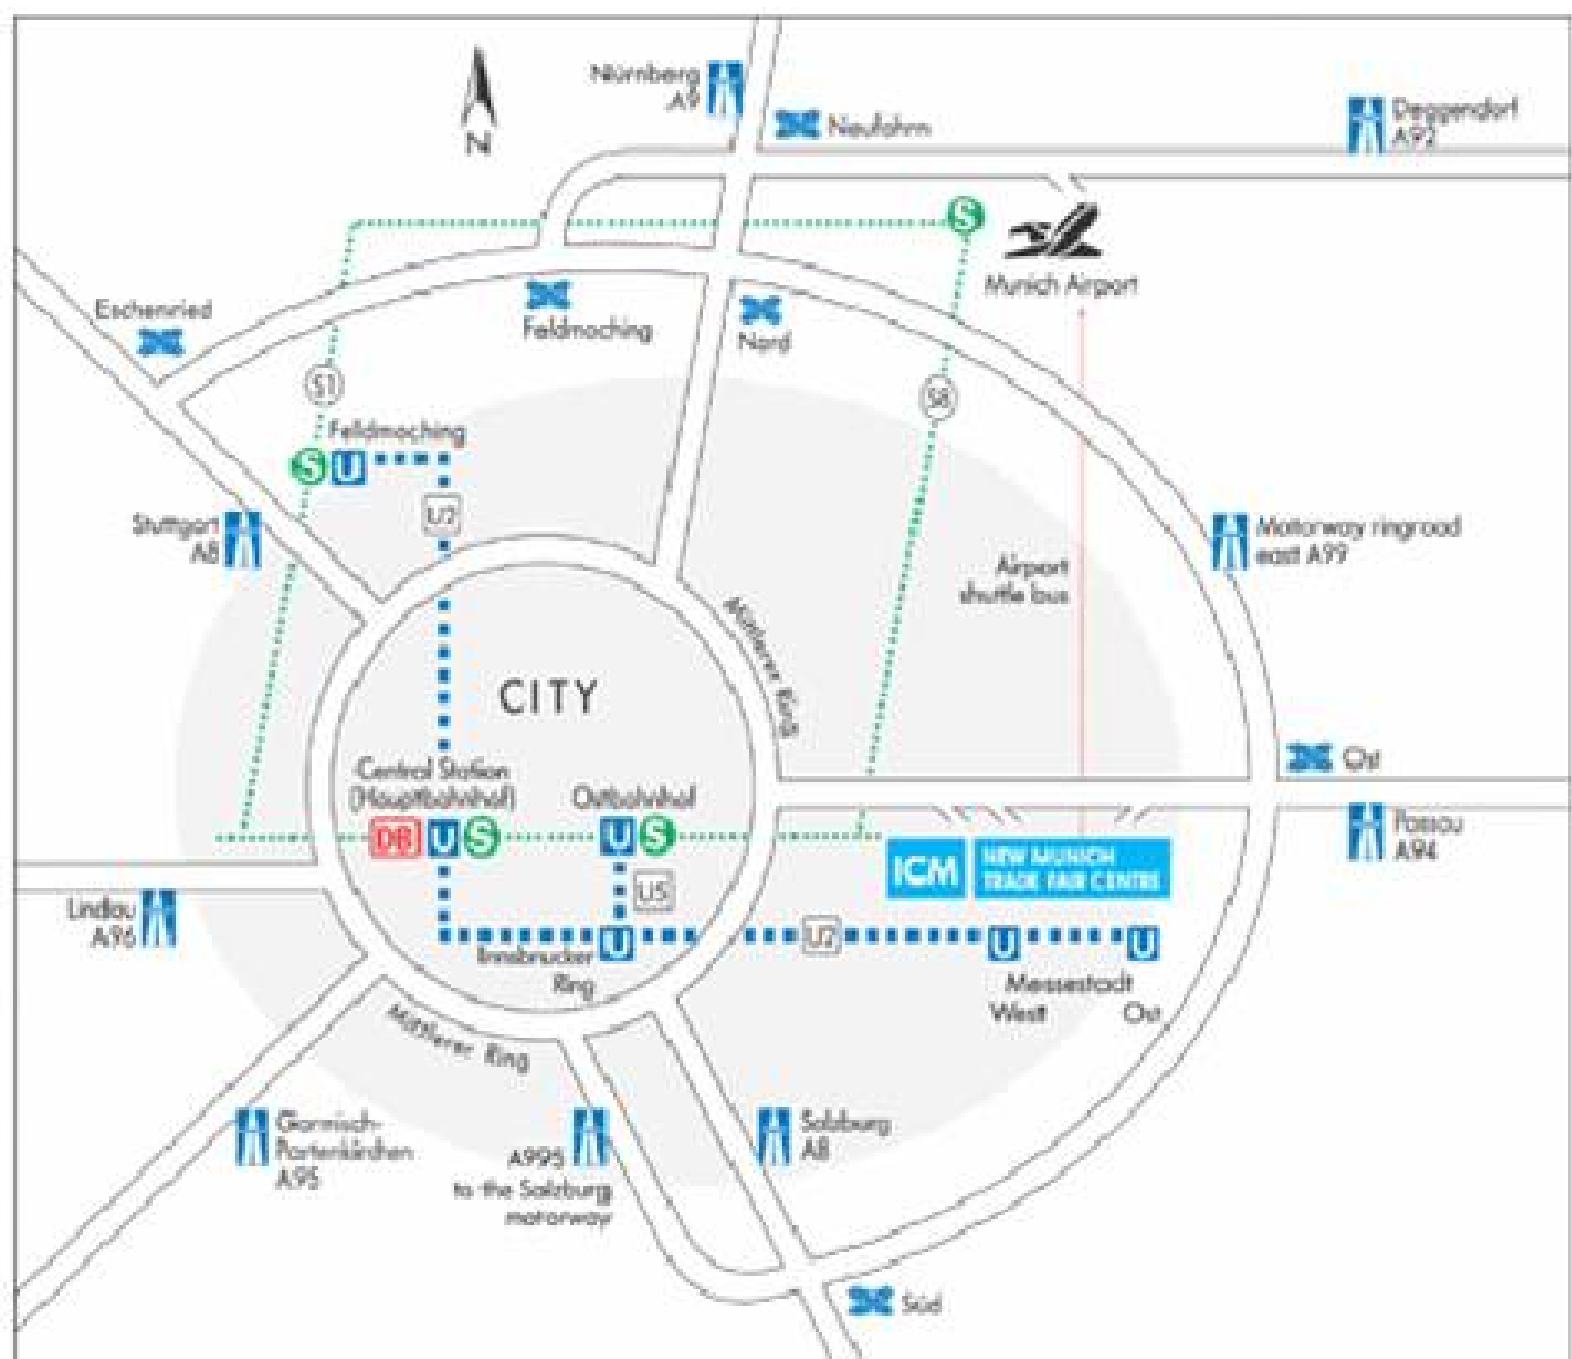 Nürnberg
A9
Neufahrn
Deggendorf
A92
N
S
Munich Airport
Eschenried
Feldmoching
Nord
S1
S8
Feldmoching
S U
U2
Stuttgart
A8
Motorway ringroad
east A99
Airport
shuttle bus
Mittlerer Ring
CITY
Ost
Central Station
(Hauptbahnhof)
Ostbahnhof
DB U S
U S
Passau
A94
ICM
NEW MUNICH
TRADE FAIR CENTRE
U5
Lindau
A96
U2
U
U
U
Innsbrucker
Ring
Messestadt
West
Ost
Mittlerer Ring
Garmisch-
Partenkirchen
A95
A995
to the Salzburg
motorway
Salzburg
A8
Süd